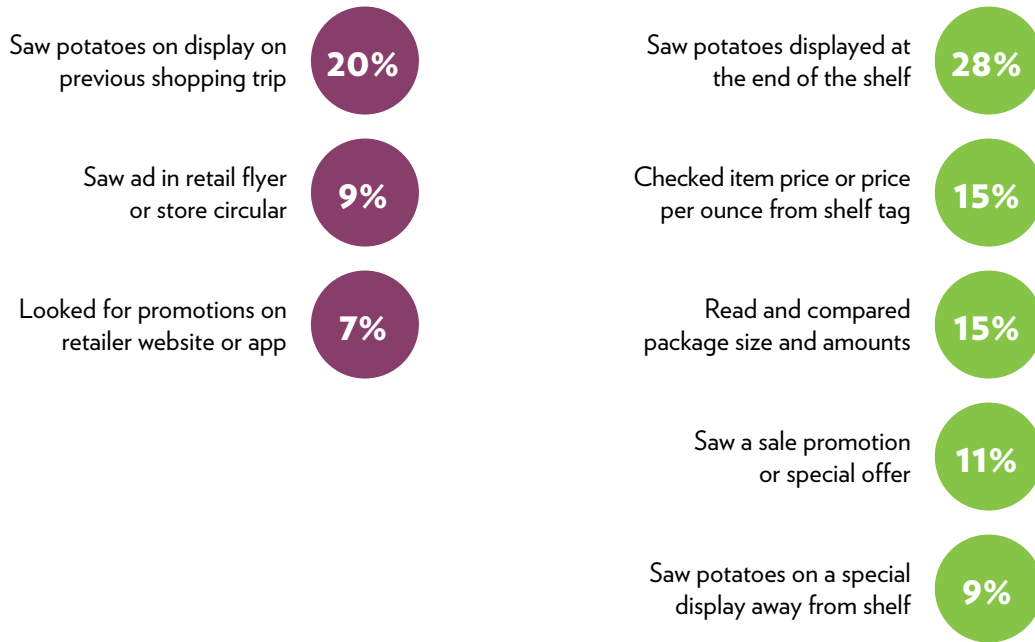 Saw potatoes on display on
previous shopping trip
20%
Saw ad in retail flyer
or store circular
9%
Looked for promotions on
retailer website or app
7%
Saw potatoes displayed at
the end of the shelf
28%
Checked item price or price
per ounce from shelf tag
15%
Read and compared
package size and amounts
15%
Saw a sale promotion
or special offer
11%
Saw potatoes on a special
display away from shelf
9%